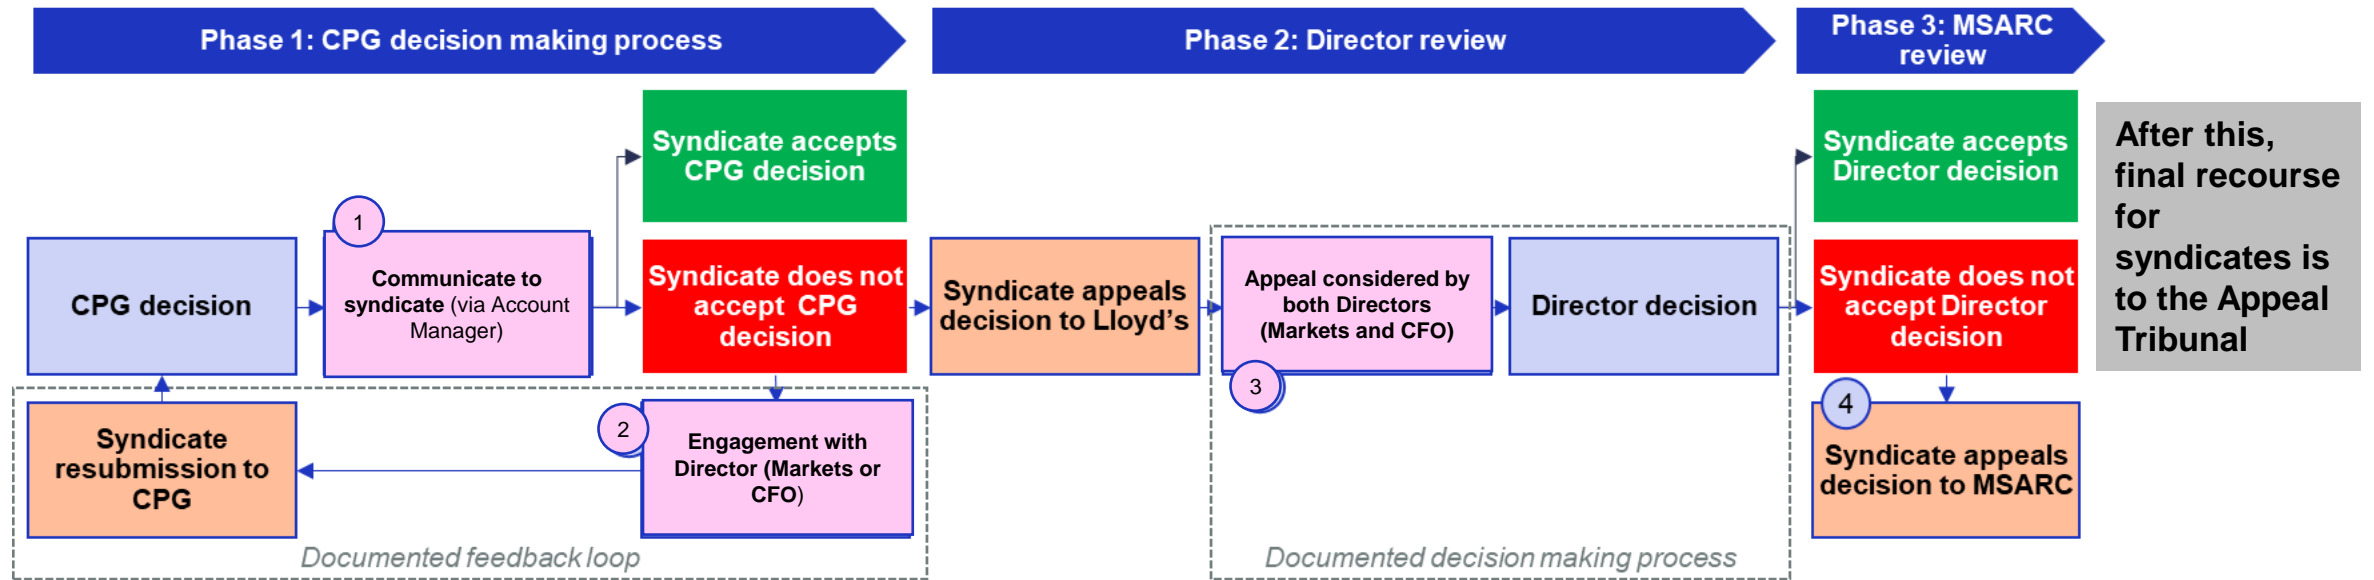 Phase 1: CPG decision making process
Phase 2: Director review
Phase 3: MSARC
review
Syndicate accepts
CPG decision
Syndicate accepts
Director decision
After this,
final recourse
for
syndicates is
to the Appeal
Tribunal
1
CPG decision
Communicate to
syndicate (via Account
Manager)
Syndicate does not
accept CPG
decision
Syndicate appeals
decision to Lloyd's
Appeal considered by
both Directors
(Markets and CFO)
3
Director decision
Syndicate does not
accept Director
decision
Syndicate
resubmission to
CPG
2
Engagement with
Director (Markets or
CFO)
4
Syndicate appeals
decision to MSARC
Documented feedback loop
Documented decision making process